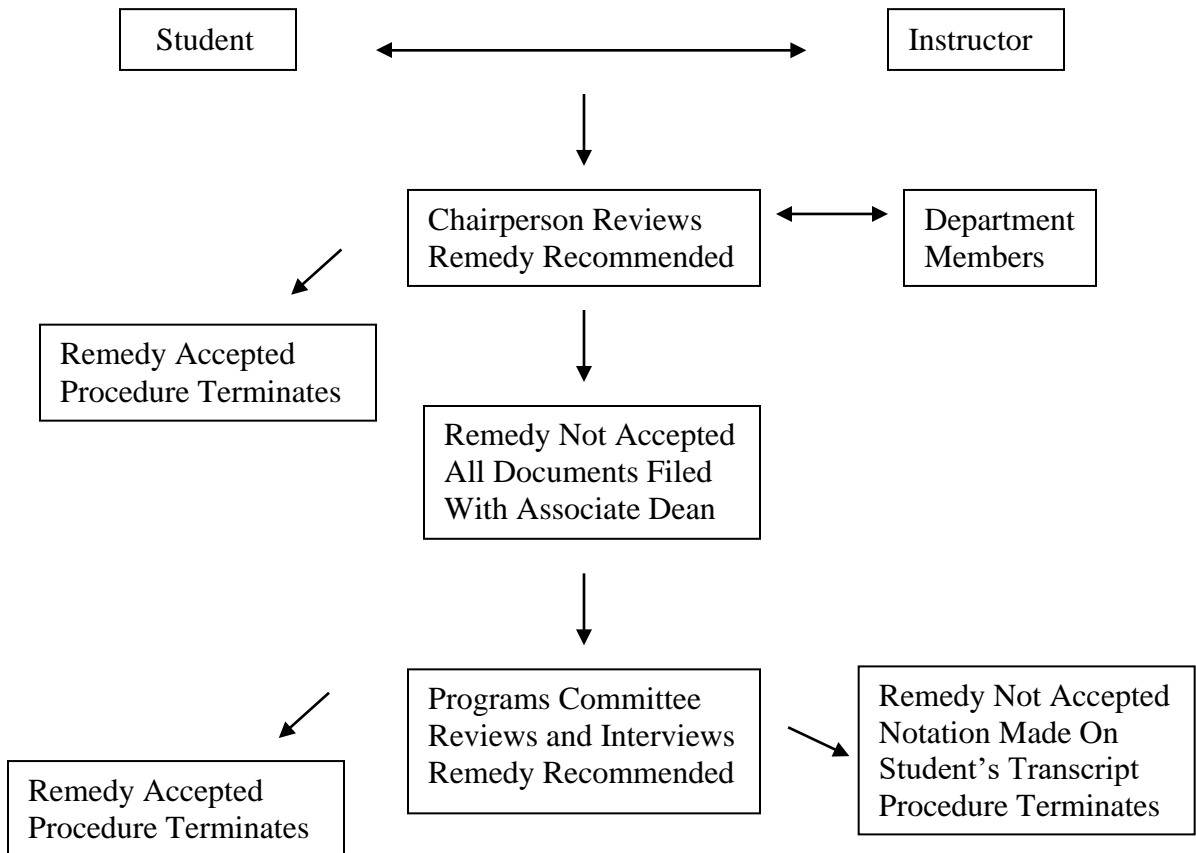 Student
Instructor
Chairperson Reviews
Remedy Recommended
Department
Members
Remedy Accepted
Procedure Terminates
Remedy Not Accepted
All Documents Filed
With Associate Dean
Programs Committee
Reviews and Interviews
Remedy Recommended
Remedy Not Accepted
Notation Made On
Student’s Transcript
Procedure Terminates
Remedy Accepted
Procedure Terminates